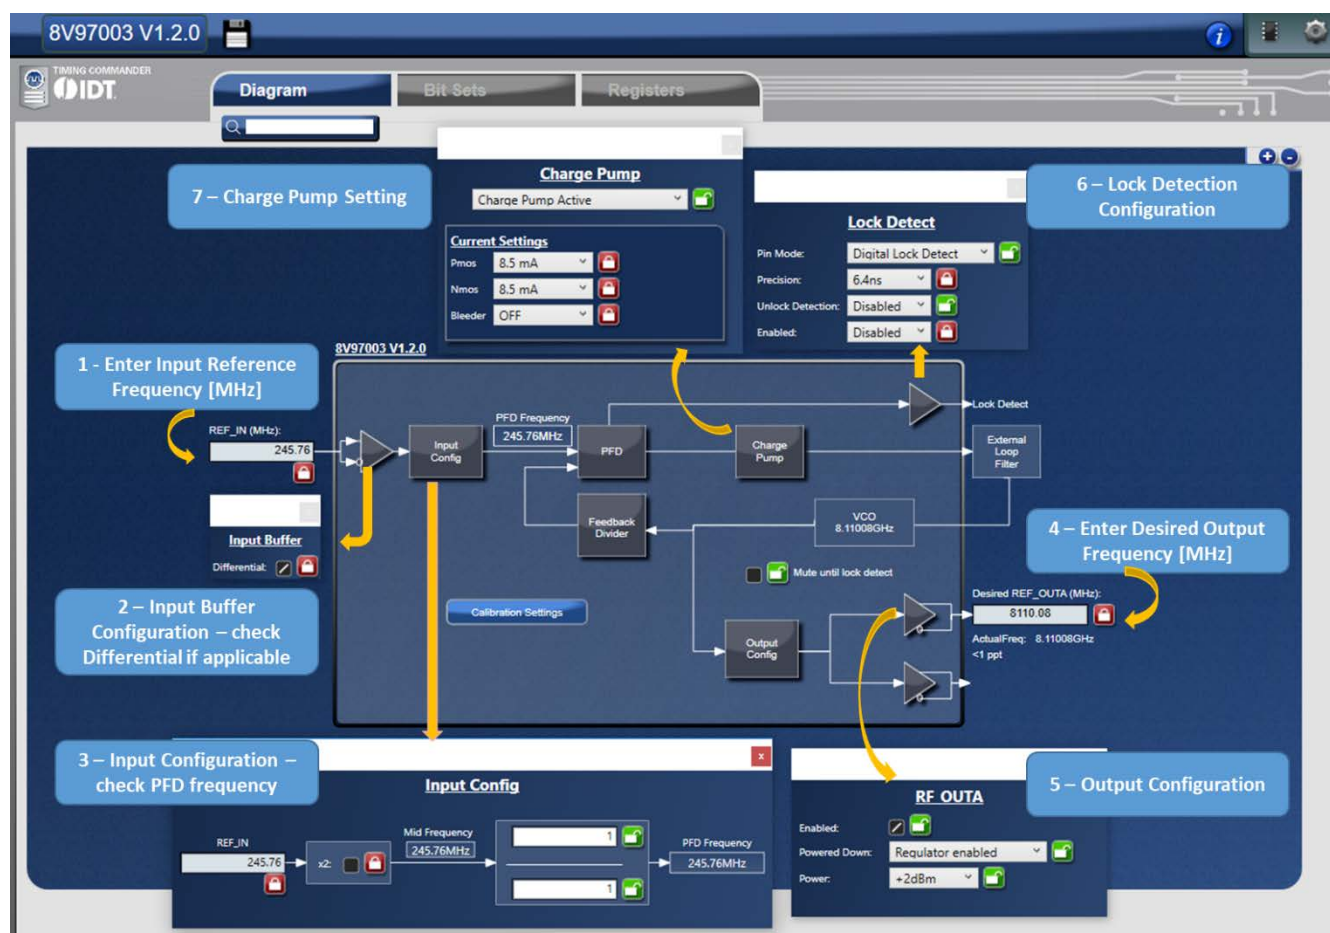 8V97003 V1.2.0
TIMING COMMANDER
IDT
Diagram
Bit Sets
Registers
7 – Charge Pump Setting
Charge Pump
Charge Pump Active
Current Settings
Pmos 8.5 mA
Nmos 8.5 mA
Bleeder OFF
6 – Lock Detection
Configuration
Lock Detect
Pin Mode: Digital Lock Detect
Precision: 6.4ns
Unlock Detection: Disabled
Enabled: Disabled
1 - Enter Input Reference
Frequency [MHz]
REF_IN (MHz):
245.76
8V97003 V1.2.0
Input
Config
PFD Frequency
245.76MHz
PFD
Charge
Pump
Lock Detect
External
Loop
Filter
Feedback
Divider
VCO
8.11008GHz
Mute until lock detect
Calibration Settings
Output
Config
Input Buffer
Differential:
2 – Input Buffer
Configuration – check
Differential if applicable
4 – Enter Desired Output
Frequency [MHz]
Desired REF_OUTA (MHz):
8110.08
ActualFreq: 8.11008GHz
<1 ppt
3 – Input Configuration –
check PFD frequency
Input Config
REF_IN
245.76
x2:
Mid Frequency
245.76MHz
1
1
PFD Frequency
245.76MHz
5 – Output Configuration
RF OUTA
Enabled:
Powered Down: Regulator enabled
Power: +2dBm